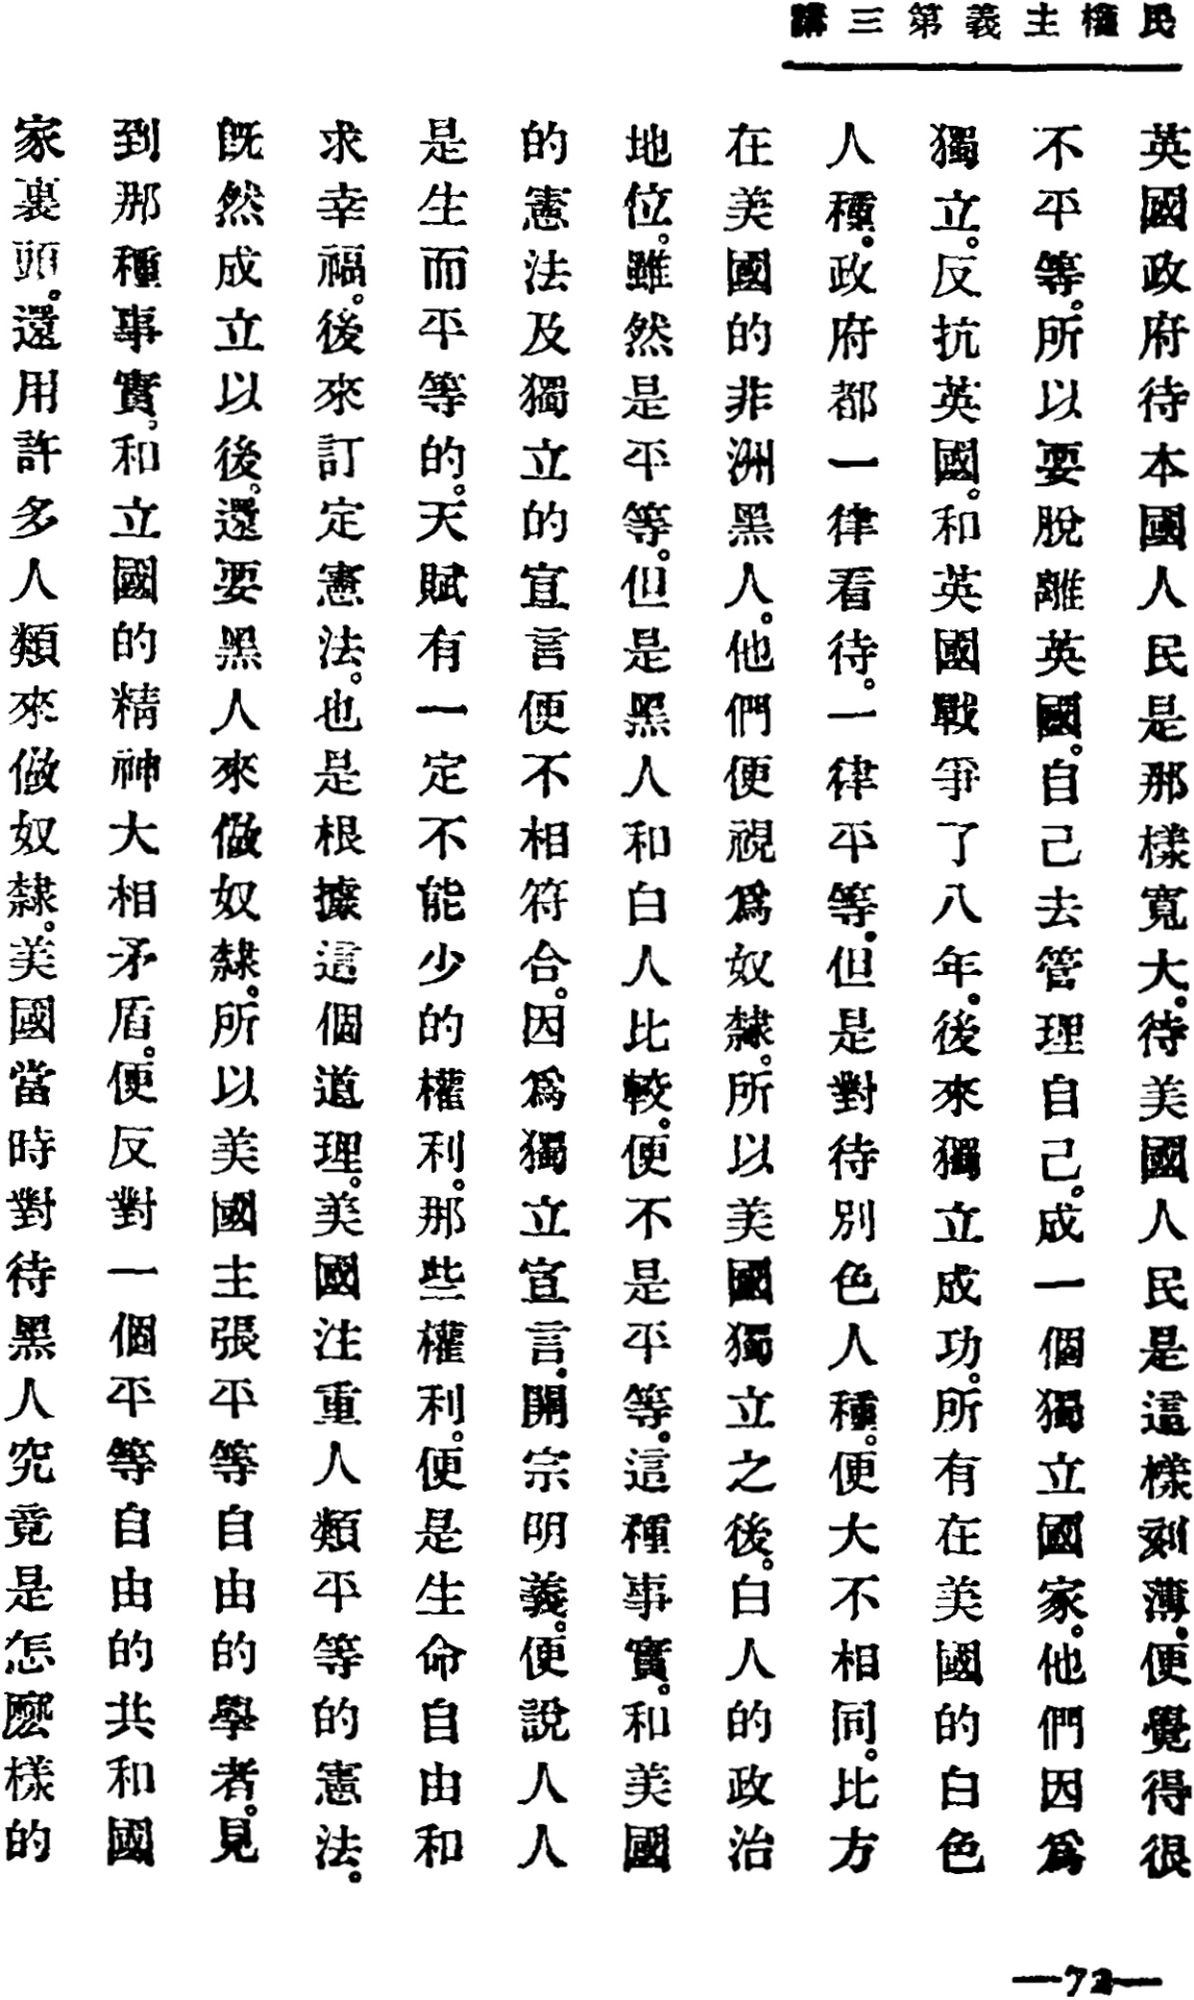 民權主義第三講
英國政府待本國人民是那樣寬大。待美國人民是這樣刻薄。便覺得很
不平等。所以要脫離英國。自己去管理自己。成一個獨立國家。他們因爲
獨立。反抗英國。和英國戰爭了八年。後來獨立成功。所有在美國的白色
人種。政府都一律看待。一律平等。但是對待別色人種。便大不相同。比方
在美國的非洲黑人。他們便視爲奴隸。所以美國獨立之後。白人的政治
地位。雖然是平等。但是黑人和白人比較。便不是平等。這種事實。和美國
的憲法及獨立的宣言便不相符合。因爲獨立宣言。開宗明義。便說人人
是生而平等的。天賦有一定不能少的權利。那些權利。便是生命自由和
求幸福。後來訂定憲法。也是根據這個道理。美國注重人類平等的憲法。
旣然成立以後。還要黑人來做奴隸。所以美國主張平等自由的學者。見
到那種事實。和立國的精神大相矛盾。便反對一個平等自由的共和國
家裏頭。還用許多人類來做奴隸。美國當時對待黑人究竟是怎麽樣的
—72—